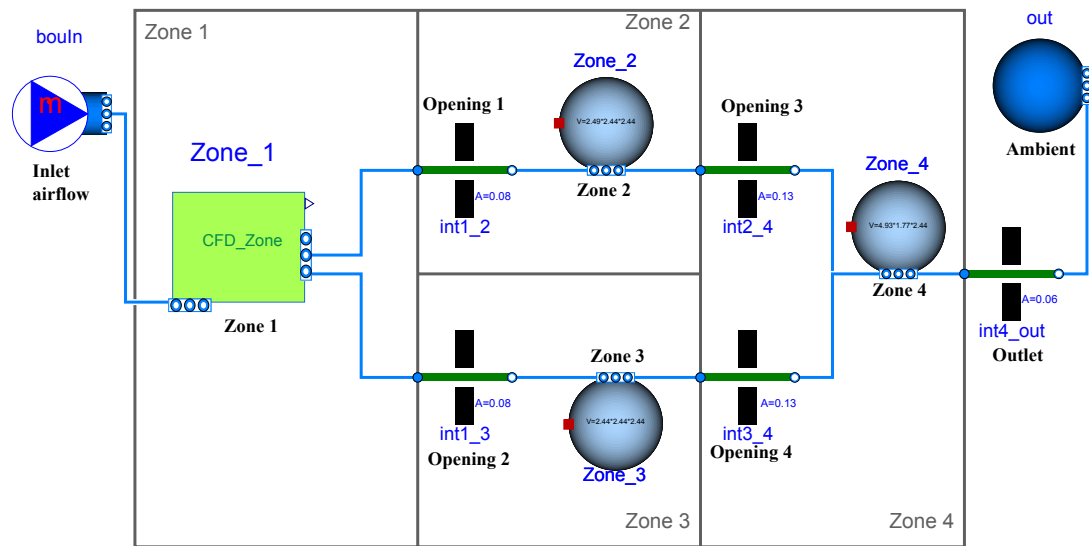 bouIn
m
Inlet
airflow
Zone 1
Zone_1
CFD_Zone
Zone 1
Zone 2
Opening 1
A=0.08
int1_2
Zone_2
V=2.49*2.44*2.44
Zone 2
Opening 3
A=0.13
int2_4
A=0.08
int1_3
Opening 2
Zone 3
V=2.44*2.44*2.44
Zone_3
Zone 3
A=0.13
int3_4
Opening 4
Zone_4
V=4.93*1.77*2.44
Zone 4
Zone 4
A=0.06
int4_out
Outlet
out
Ambient